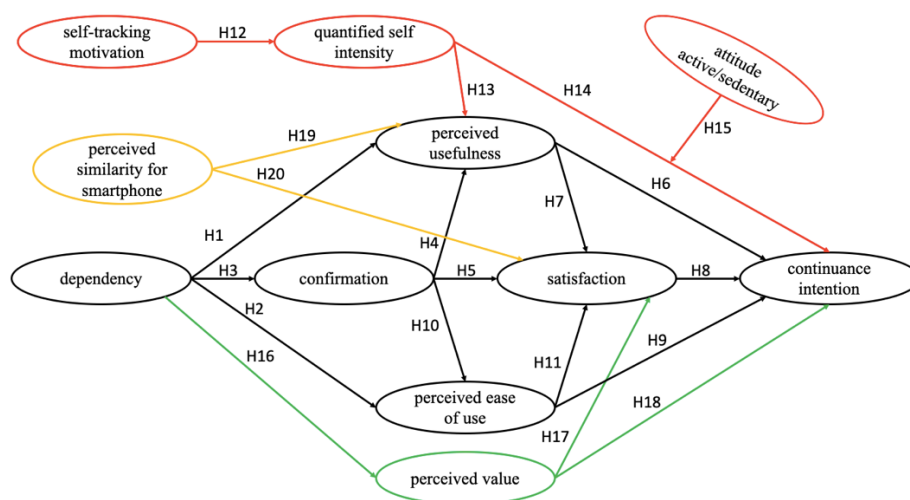 self-tracking
motivation
H12
quantified self
intensity
H13
H14
attitude
active/sedentary
H15
perceived
similarity for
smartphone
H19
H20
perceived
usefulness
H6
H7
H1
H4
dependency
H3
confirmation
H5
satisfaction
H8
continuance
intention
H2
H10
H9
H16
H11
perceived ease
of use
H18
H17
perceived value